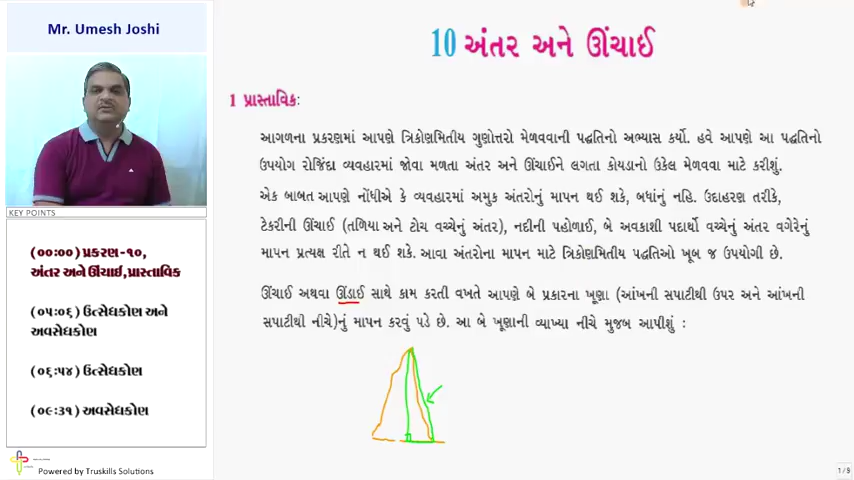 Mr. Umesh Joshi
10 અંતર અને ઊંચાઈ
1 પ્રાસ્તાવિક:
આગળના પ્રકરણમાં આપણે ત્રિકોણમિતીય ગુણોત્તરો મેળવવાની પદ્ધતિનો અભ્યાસ કર્યો. હવે આપણે આ પદ્ધતિનો
ઉપયોગ રોજિંદા વ્યવહારમાં જોવા મળતા અંતર અને ઊંચાઈને લગતા કોયડાનો ઉકેલ મેળવવા માટે કરીશું.
એક બાબત આપણે નોંધીએ કે વ્યવહારમાં અમુક અંતરોનું માપન થઈ શકે, બધાંનું નહિ. ઉદાહરણ તરીકે,
ટેકરીની ઊંચાઈ (તળિયા અને ટોચ વચ્ચેનું અંતર), નદીની પહોળાઈ, બે અવકાશી પદાર્થો વચ્ચેનું અંતર વગેરેનું
માપન પ્રત્યક્ષ રીતે ન થઈ શકે. આવા અંતરોના માપન માટે ત્રિકોણમિતીય પદ્ધતિઓ ખૂબ જ ઉપયોગી છે.
ઊંચાઈ અથવા ઊંડાઈ સાથે કામ કરતી વખતે આપણે બે પ્રકારના ખૂણા (આંખની સપાટીથી ઉપર અને આંખની
સપાટીથી નીચે)નું માપન કરવું પડે છે. આ બે ખૂણાની વ્યાખ્યા નીચે મુજબ આપીશું :
KEY POINTS
(૦૦:૦૦) પ્રકરણ-૧૦,
અંતર અને ઊંચાઈ,પ્રાસ્તાવિક
(૦૫:૦૬) ઉત્સેધકોણ અને
અવસેધકોણ
(૦૬:૫૪) ઉત્સેધકોણ
(૦૯:૩૧) અવસેધકોણ
Powered by Truskills Solutions
1/9